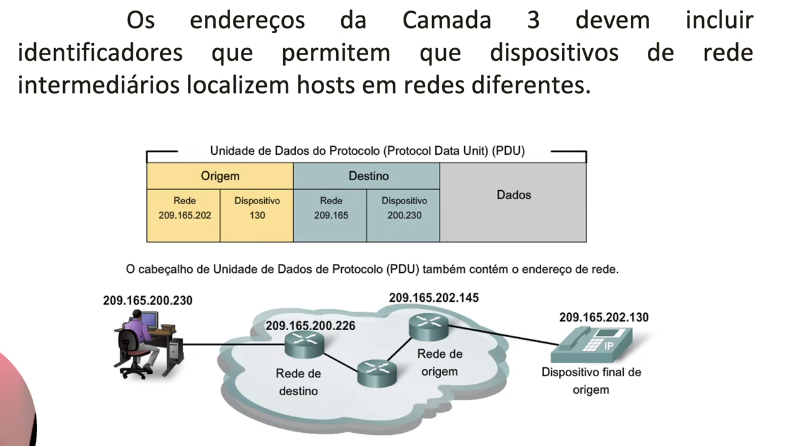 Os endereços da Camada 3 devem incluir
identificadores que permitem que dispositivos de rede
intermediários localizem hosts em redes diferentes.
Unidade de Dados do Protocolo (Protocol Data Unit) (PDU)
Origem
Destino
Dados
Rede
209.165.202
Dispositivo
130
Rede
209.165
Dispositivo
200.230
O cabeçalho de Unidade de Dados de Protocolo (PDU) também contém o endereço de rede.
209.165.200.230
209.165.200.226
209.165.202.145
209.165.202.130
IP
Rede de
destino
Rede de
origem
Dispositivo final de
origem